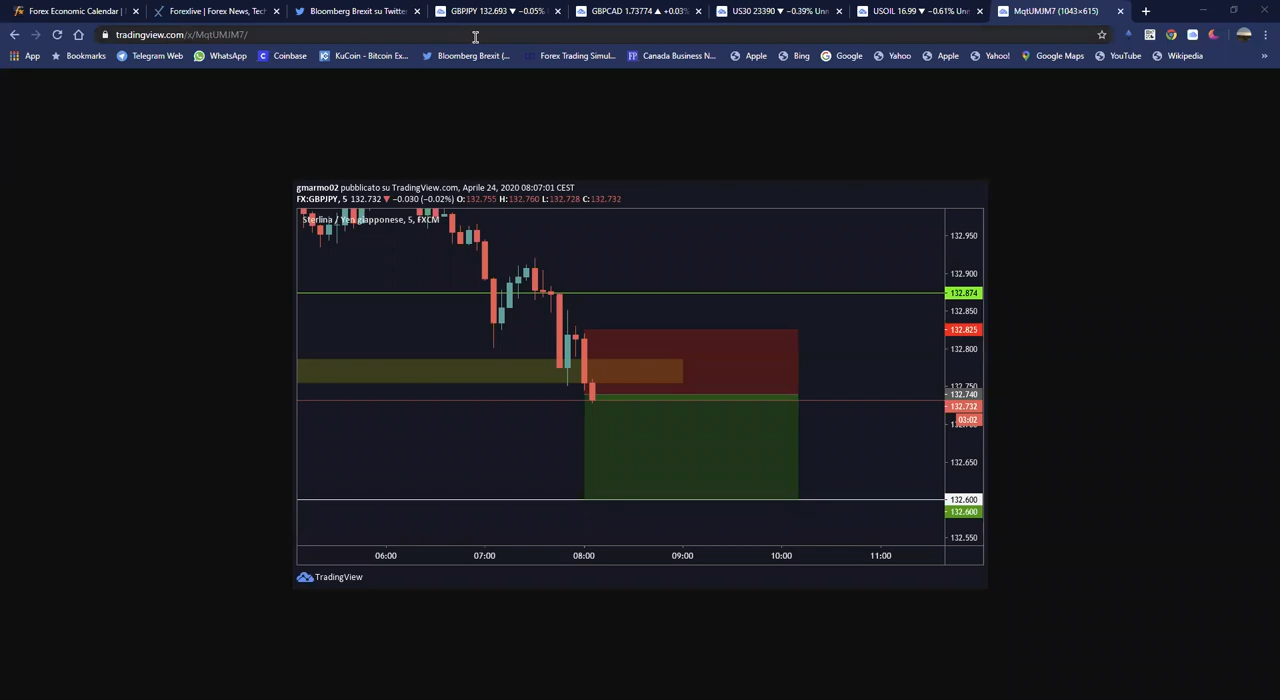 Forex Economic Calendar |
Forexlive | Forex News, Tech
Bloomberg Brexit su Twitter
GBPJPY 132.693 ▼ −0.05%
GBPCAD 1.73774 ▲ +0.03%
US30 23390 ▼ −0.39% Unn
USOIL 16.99 ▼ −0.61% Unn
MqtUMJM7 (1043×615)
tradingview.com/x/MqtUMJM7/
App
Bookmarks
Telegram Web
WhatsApp
Coinbase
KuCoin - Bitcoin Ex...
Bloomberg Brexit (...
Forex Trading Simul...
Canada Business N...
Apple
Bing
Google
Yahoo
Apple
Yahoo!
Google Maps
YouTube
Wikipedia
gmarmo02 pubblicato su TradingView.com, Aprile 24, 2020 08:07:01 CEST
FX:GBPJPY, 5 132.732 ▼ −0.030 (−0.02%) O:132.755 H:132.760 L:132.728 C:132.732
Sterlina / Yen giapponese, 5, FXCM
132.950
132.900
132.874
132.850
132.825
132.800
132.750
132.740
132.732
03:02
132.650
132.600
132.600
132.550
06:00
07:00
08:00
09:00
10:00
11:00
TradingView